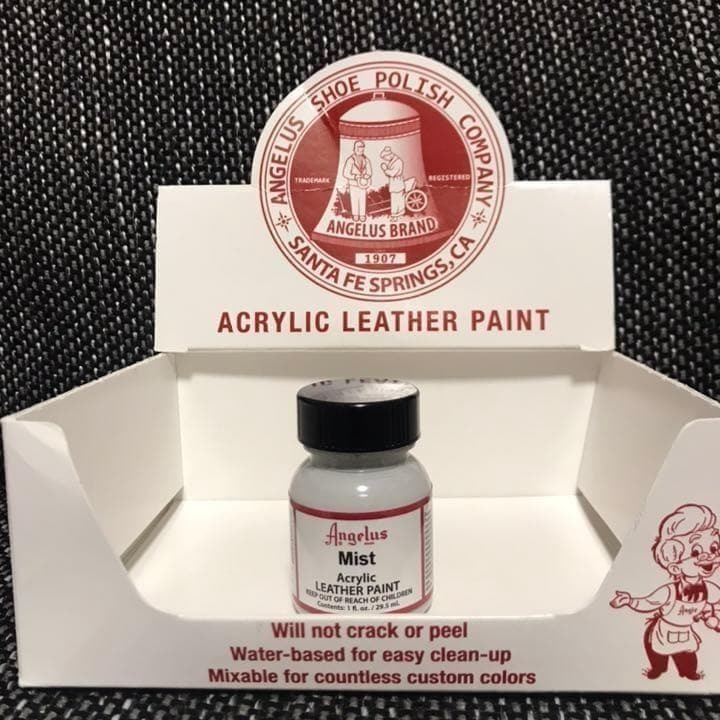 ANGELUS SHOE POLISH COMPANY
TRADEMARK
REGISTERED
ANGELUS BRAND
1907
SANTA FE SPRINGS, CA
ACRYLIC LEATHER PAINT
Angelus
Mist
Acrylic
LEATHER PAINT
KEEP OUT OF REACH OF CHILDREN
Contents: 1 fl. oz. / 29.5 mL
Angie
Will not crack or peel
Water-based for easy clean-up
Mixable for countless custom colors